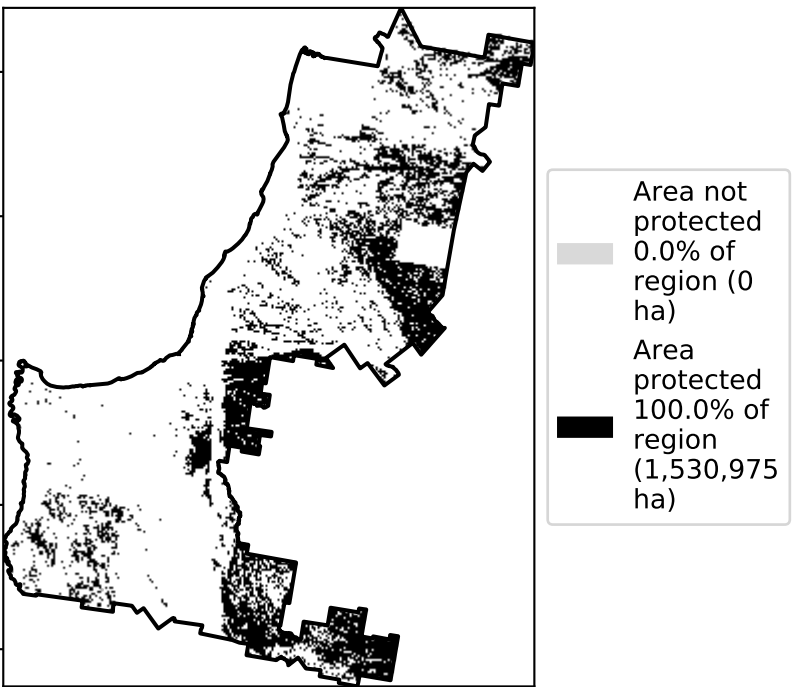 Area not
protected
0.0% of
region (0
ha)
Area
protected
100.0% of
region
(1,530,975
ha)